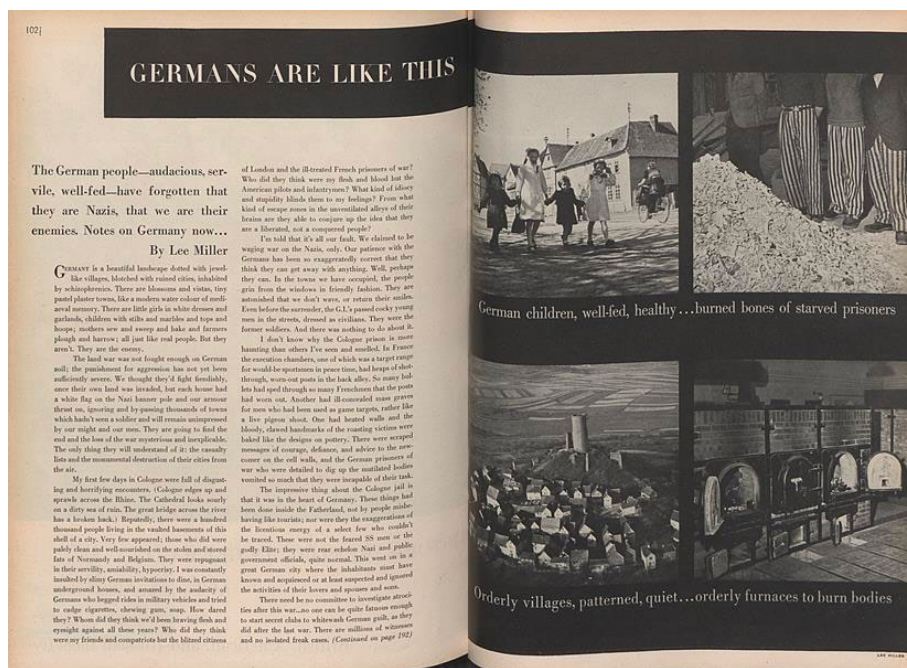 102
GERMANS ARE LIKE THIS
The German people—audacious, ser-
vile, well-fed—have forgotten that
they are Nazis, that we are their
enemies. Notes on Germany now...
By Lee Miller
GERMANY is a beautiful landscape dotted with jewel-
like villages, blotched with ruined cities, inhabited
by schizophrenics. There are blossoms and vistas, tiny
pastel plaster towns, like a modern water colour of medi-
aeval memory. There are little girls in white dresses and
garlands, children with stilts and marbles and tops and
hoops; mothers sew and sweep and bake and farmers
plough and harrow; all just like real people. But they
aren't. They are the enemy.
The land war was not fought enough on German
soil; the punishment for aggression has not yet been
sufficiently severe. We thought they'd fight fiendishly,
once their own land was invaded, but each house had
a white flag on the Nazi banner pole and our armour
thrust on, ignoring and by-passing thousands of towns
which hadn't seen a soldier and will remain unimpressed
by our might and our men. They are going to find the
end and the loss of the war mysterious and inexplicable.
The only thing they will understand of it: the casualty
lists and the monumental destruction of their cities from
the air.
My first few days in Cologne were full of disgust-
ing and horrifying encounters. (Cologne edges up and
sprawls across the Rhine. The Cathedral looks sourly
on a dirty sea of ruin. The great bridge across the river
has a broken back.) Reputedly, there were a hundred
thousand people living in the vaulted basements of this
shell of a city. Very few appeared; those who did were
palely clean and well-nourished on the stolen and stored
fats of Normandy and Belgium. They were repugnant
in their servility, amiability, hypocrisy. I was constantly
insulted by slimy German invitations to dine, in German
underground houses, and amazed by the audacity of
Germans who begged rides in military vehicles and tried
to cadge cigarettes, chewing gum, soap. How dared
they? Whom did they think we'd been braving flesh and
eyesight against all these years? Who did they think
were my friends and compatriots but the blitzed citizens
of London and the ill-treated French prisoners of war?
Who did they think were my flesh and blood but the
American pilots and infantrymen? What kind of idiocy
and stupidity blinds them to my feelings? From what
kind of escape zones in the unventilated alleys of their
brains are they able to conjure up the idea that they
are a liberated, not a conquered people?
I'm told that it's all our fault. We claimed to be
waging war on the Nazis, only. Our patience with the
Germans has been so exaggeratedly correct that they
think they can get away with anything. Well, perhaps
they can. In the towns we have occupied, the people
grin from the windows in friendly fashion. They are
astonished that we don't wave, or return their smiles.
Even before the surrender, the G.I.'s passed cocky young
men in the streets, dressed as civilians. They were the
former soldiers. And there was nothing to do about it.
I don't know why the Cologne prison is more
haunting than others I've seen and smelled. In France
the execution chambers, one of which was a target range
for would-be sportsmen in peace time, had heaps of shot-
through, worn-out posts in the back alley. So many bul-
lets had sped through so many Frenchmen that the posts
had worn out. Another had ill-concealed mass graves
for men who had been used as game targets, rather like
a live pigeon shoot. One had heated walls and the
bloody, clawed handmarks of the roasting victims were
baked like the designs on pottery. There were scraped
messages of courage, defiance, and advice to the new-
comer on the cell walls, and the German prisoners of
war who were detailed to dig up the mutilated bodies
vomited so much that they were incapable of their task.
The impressive thing about the Cologne jail is
that it was in the heart of Germany. These things had
been done inside the Fatherland, not by people misbe-
having like tourists; nor were they the exaggerations of
the licentious energy of a select few who couldn't
be traced. These were not the feared SS men or the
godly Elite; they were rear echelon Nazi and public
government officials, quite normal. This went on in a
great German city where the inhabitants must have
known and acquiesced or at least suspected and ignored
the activities of their lovers and spouses and sons.
There need be no committee to investigate atroci-
ties after this war...no one can be quite fatuous enough
to start secret clubs to whitewash German guilt, as they
did after the last war. There are millions of witnesses
and no isolated freak cases. (Continued on page 192)
German children, well-fed, healthy...burned bones of starved prisoners
Orderly villages, patterned, quiet...orderly furnaces to burn bodies
LEE MILLER